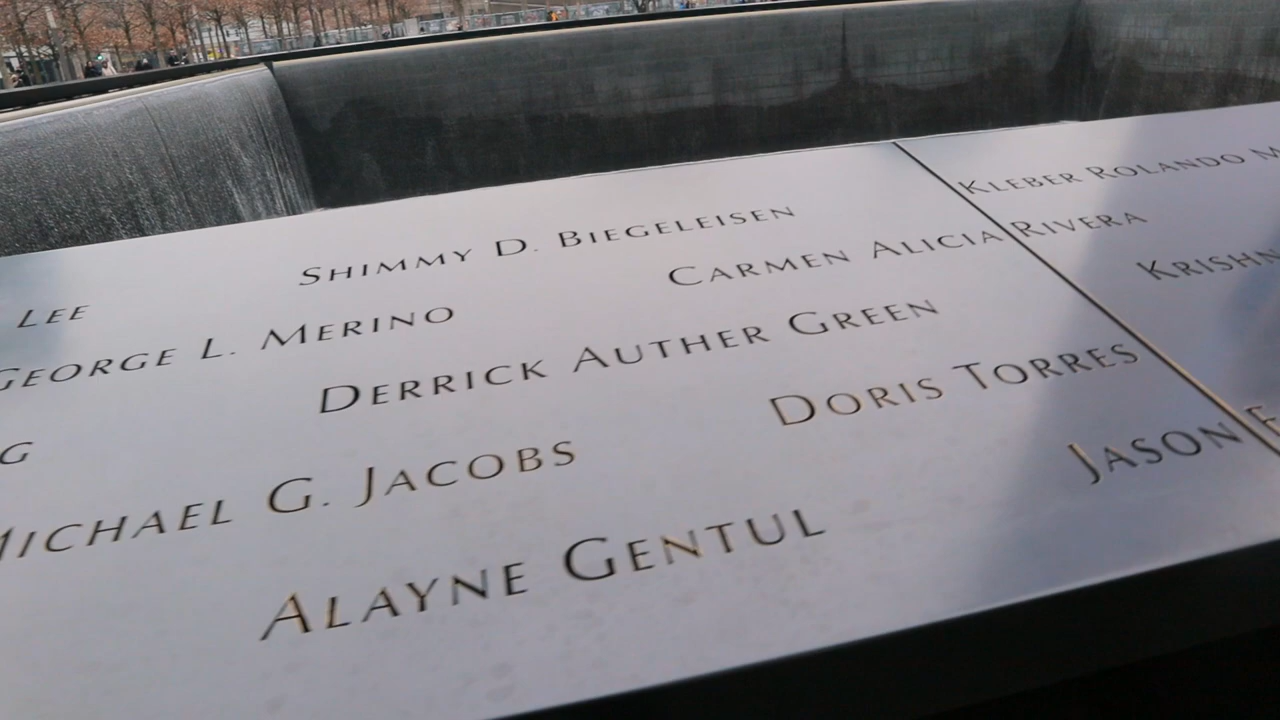 SHIMMY D. BIEGELEISEN
KLEBER ROLANDO
LEE
GEORGE L. MERINO
CARMEN ALICIA RIVERA
DERRICK AUTHER GREEN
G
MICHAEL G. JACOBS
DORIS TORRES
ALAYNE GENTUL
JASON